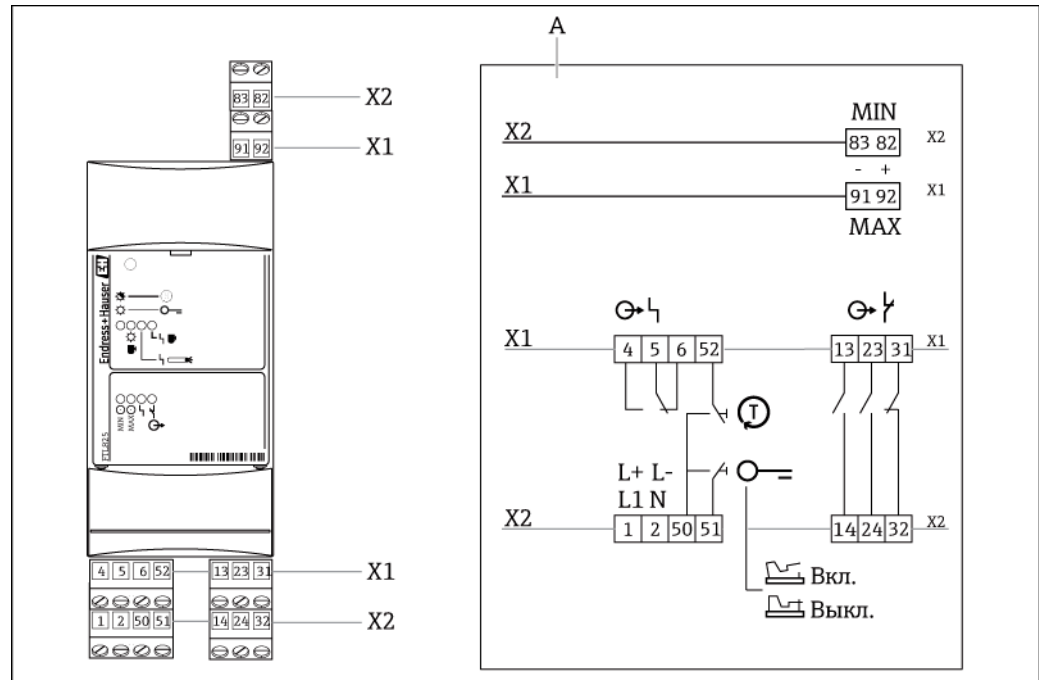 A
83 82
X2
91 92
X1
Endress+Hauser
EH
MIN MAX
FTL825
4 5 6 52
13 23 31
X1
1 2 50 51
14 24 32
X2
X2
MIN
83 82
X2
- +
X1
91 92
X1
MAX
X1
4 5 6 52
13 23 31
X1
T
L+ L-
L1 N
X2
1 2 50 51
14 24 32
X2
Вкл.
Выкл.